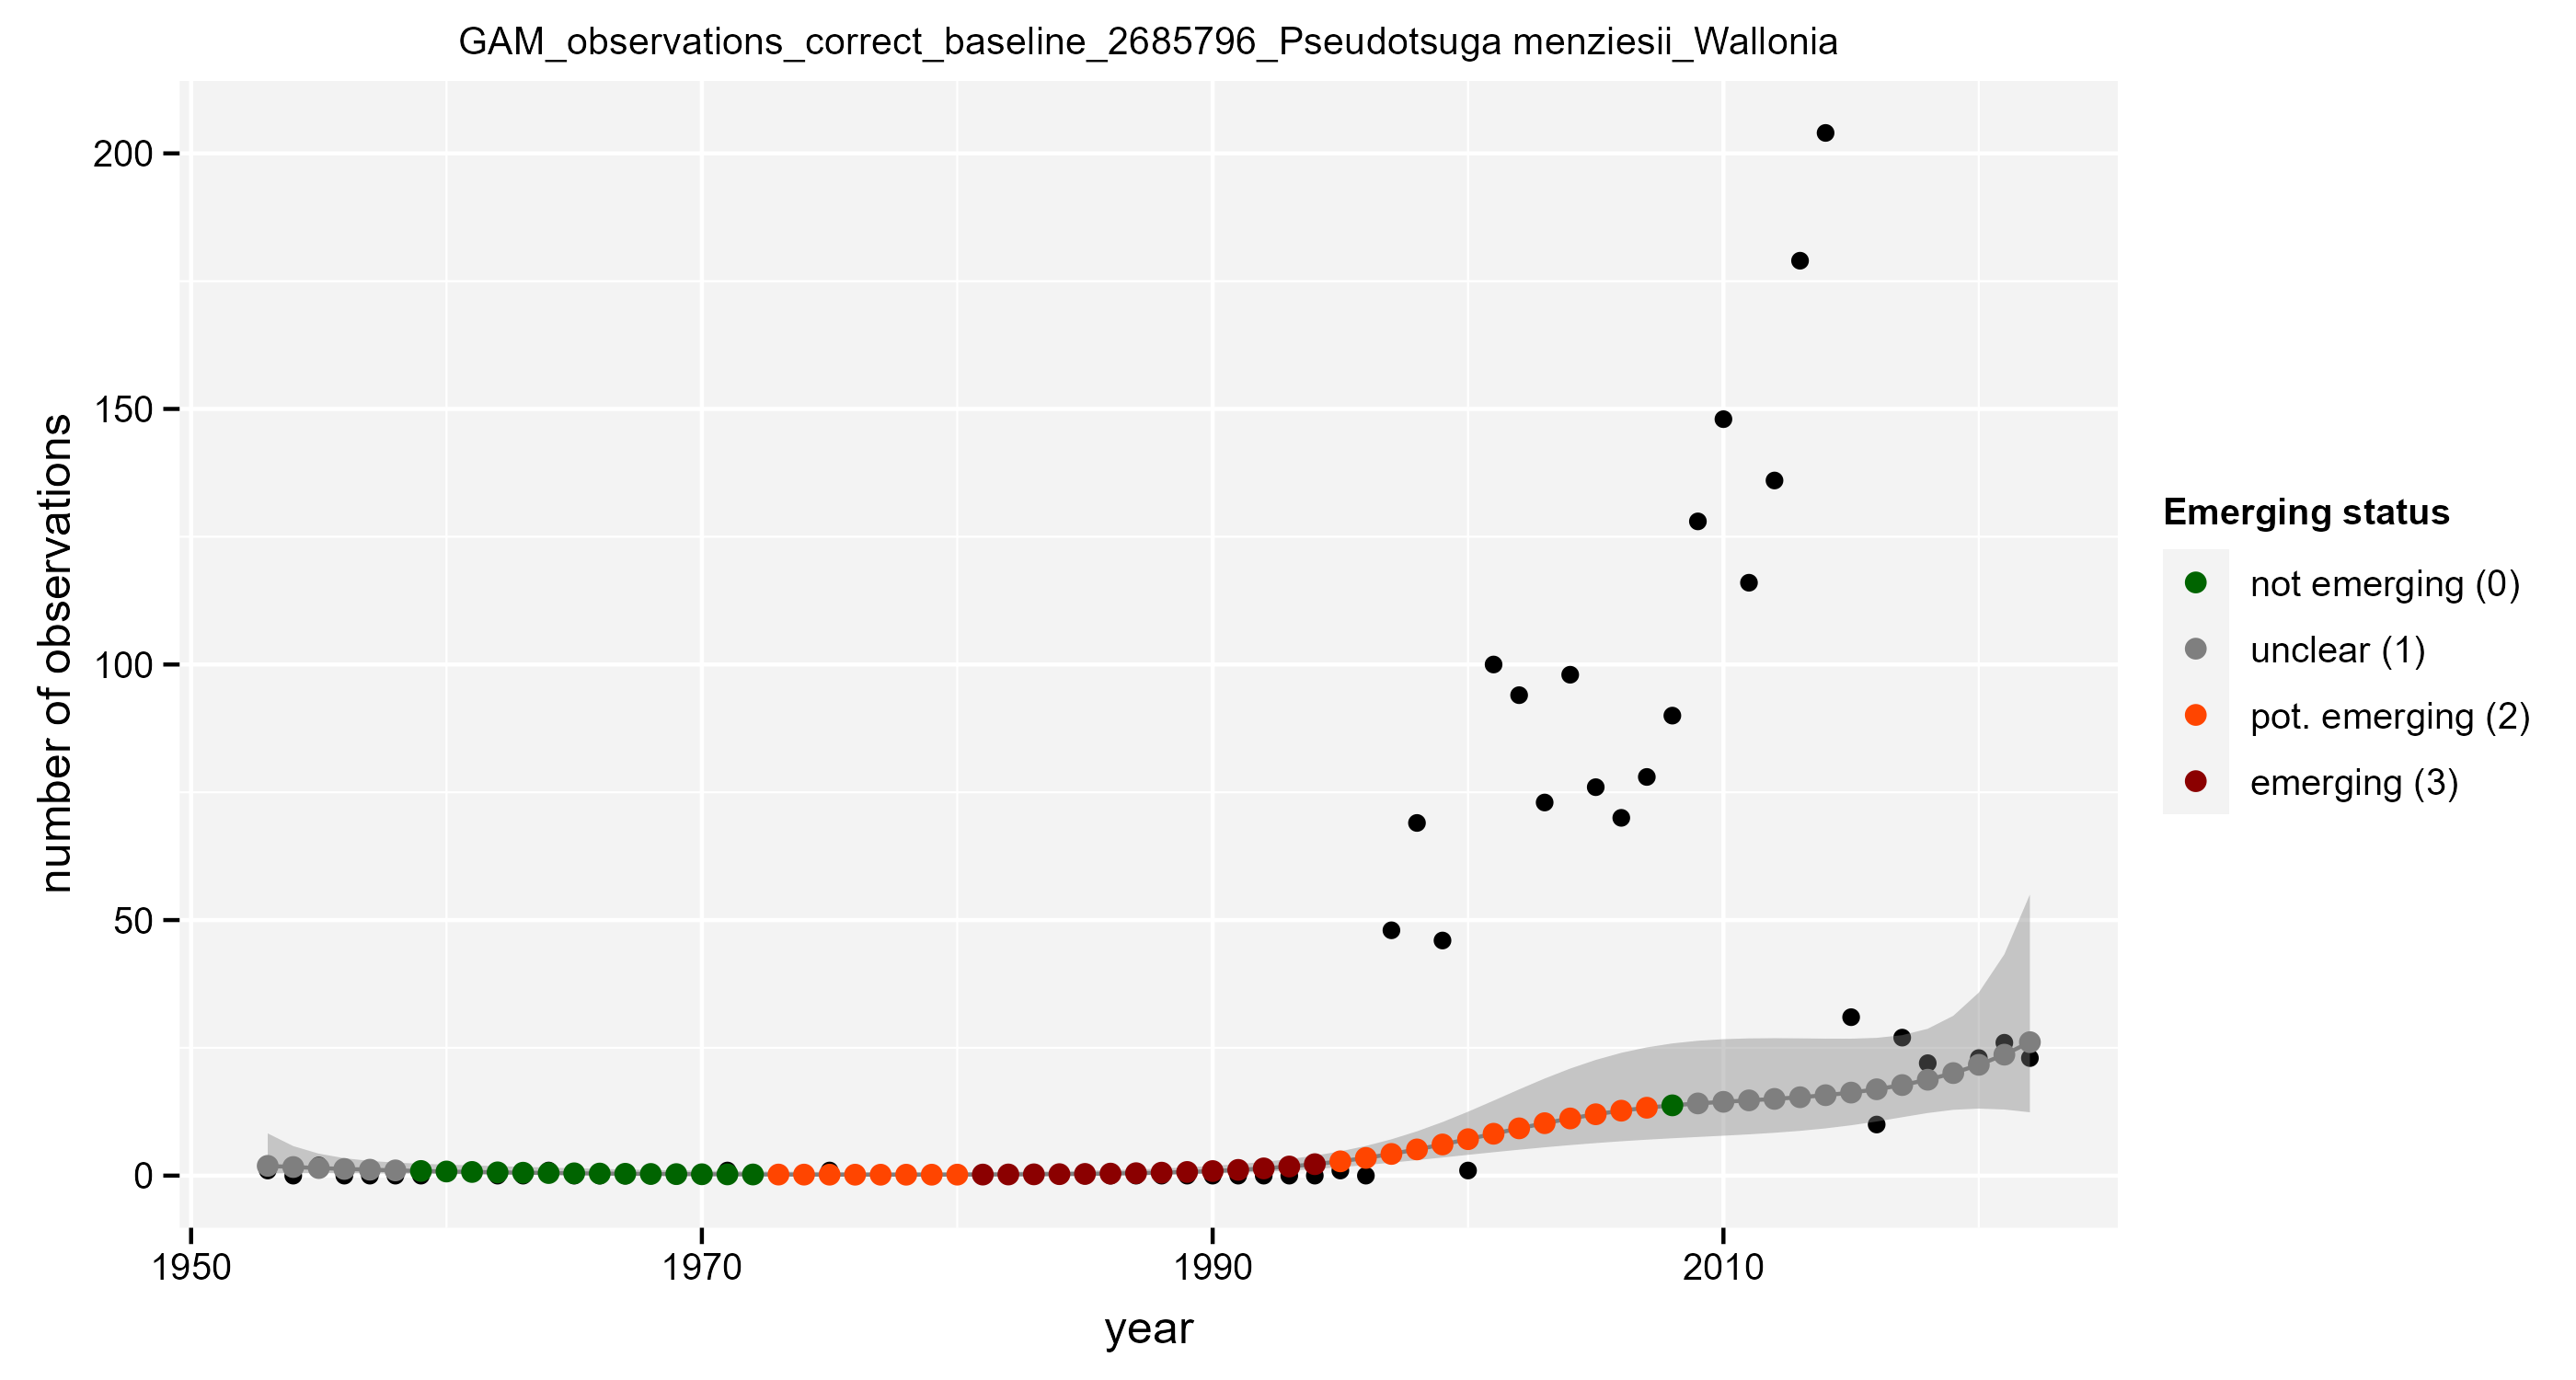 GAM_observations_correct_baseline_2685796_Pseudotsuga menziesii_Wallonia
number of observations
200
150
100
50
0
1950
1970
1990
2010
year
Emerging status
not emerging (0)
unclear (1)
pot. emerging (2)
emerging (3)